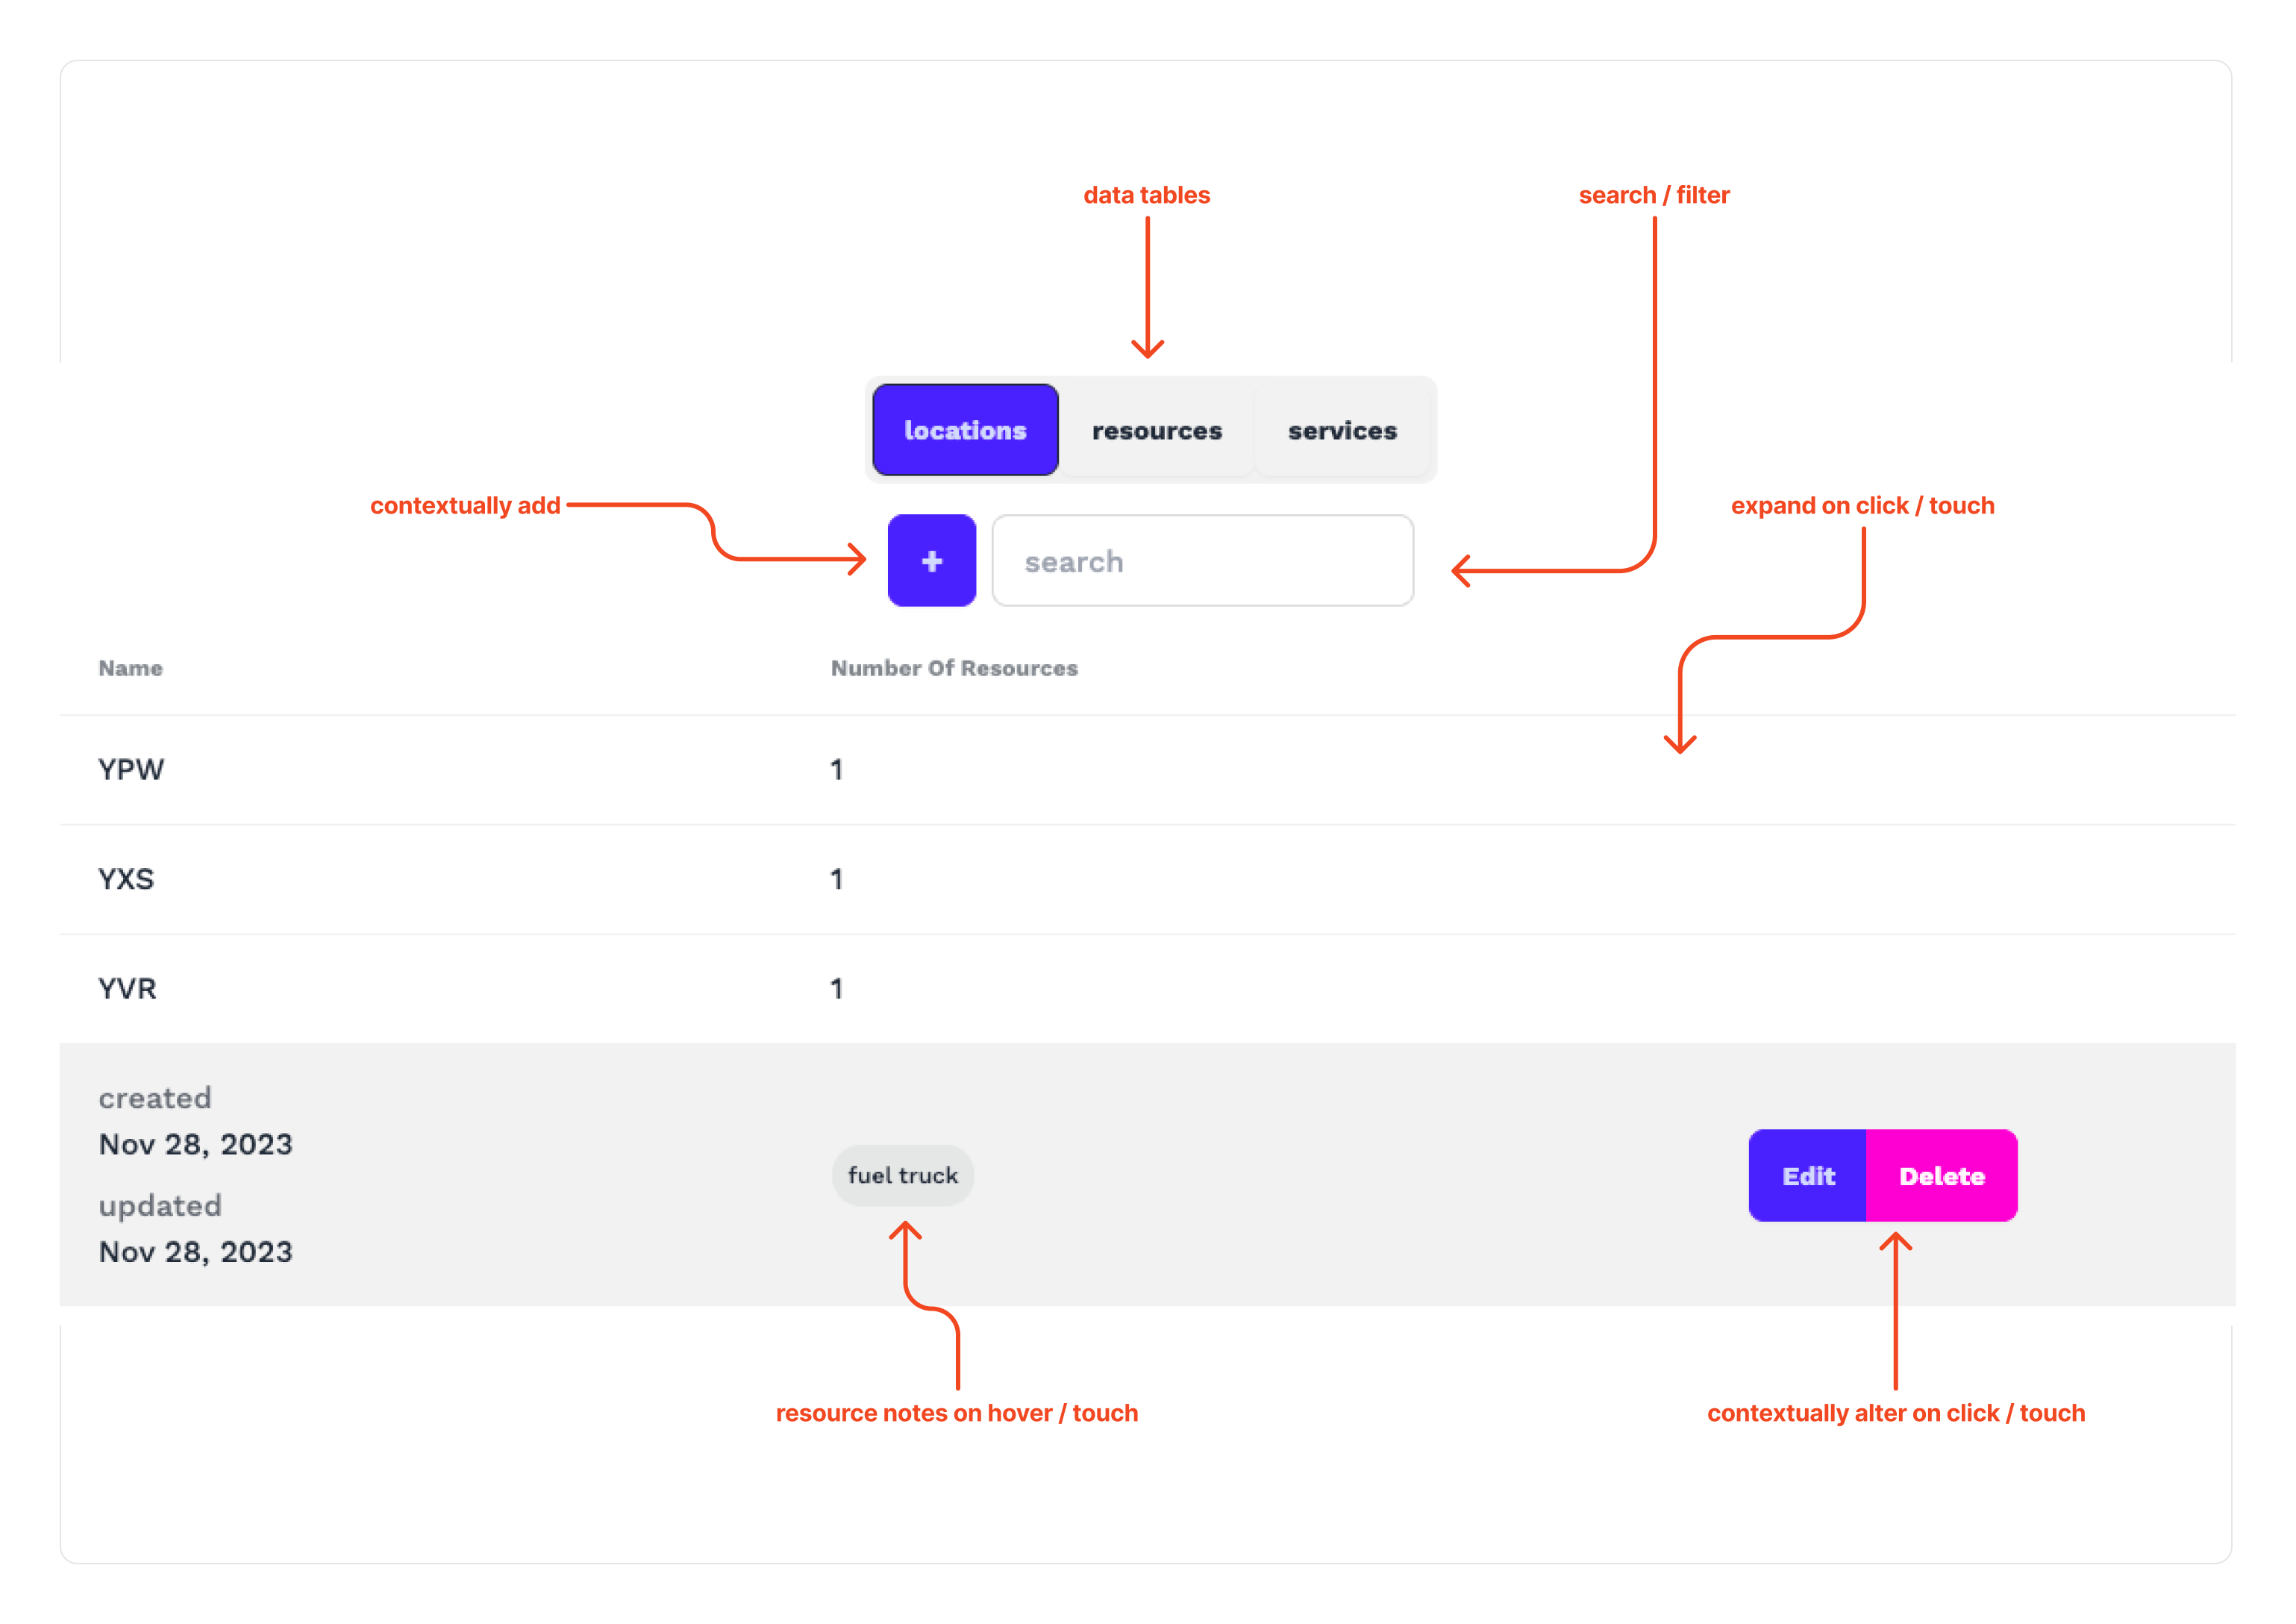 data tables
search / filter
locations
resources
services
contextually add
+
search
expand on click / touch
Name
Number Of Resources
YPW
1
YXS
1
YVR
1
created
Nov 28, 2023
updated
Nov 28, 2023
fuel truck
Edit
Delete
resource notes on hover / touch
contextually alter on click / touch